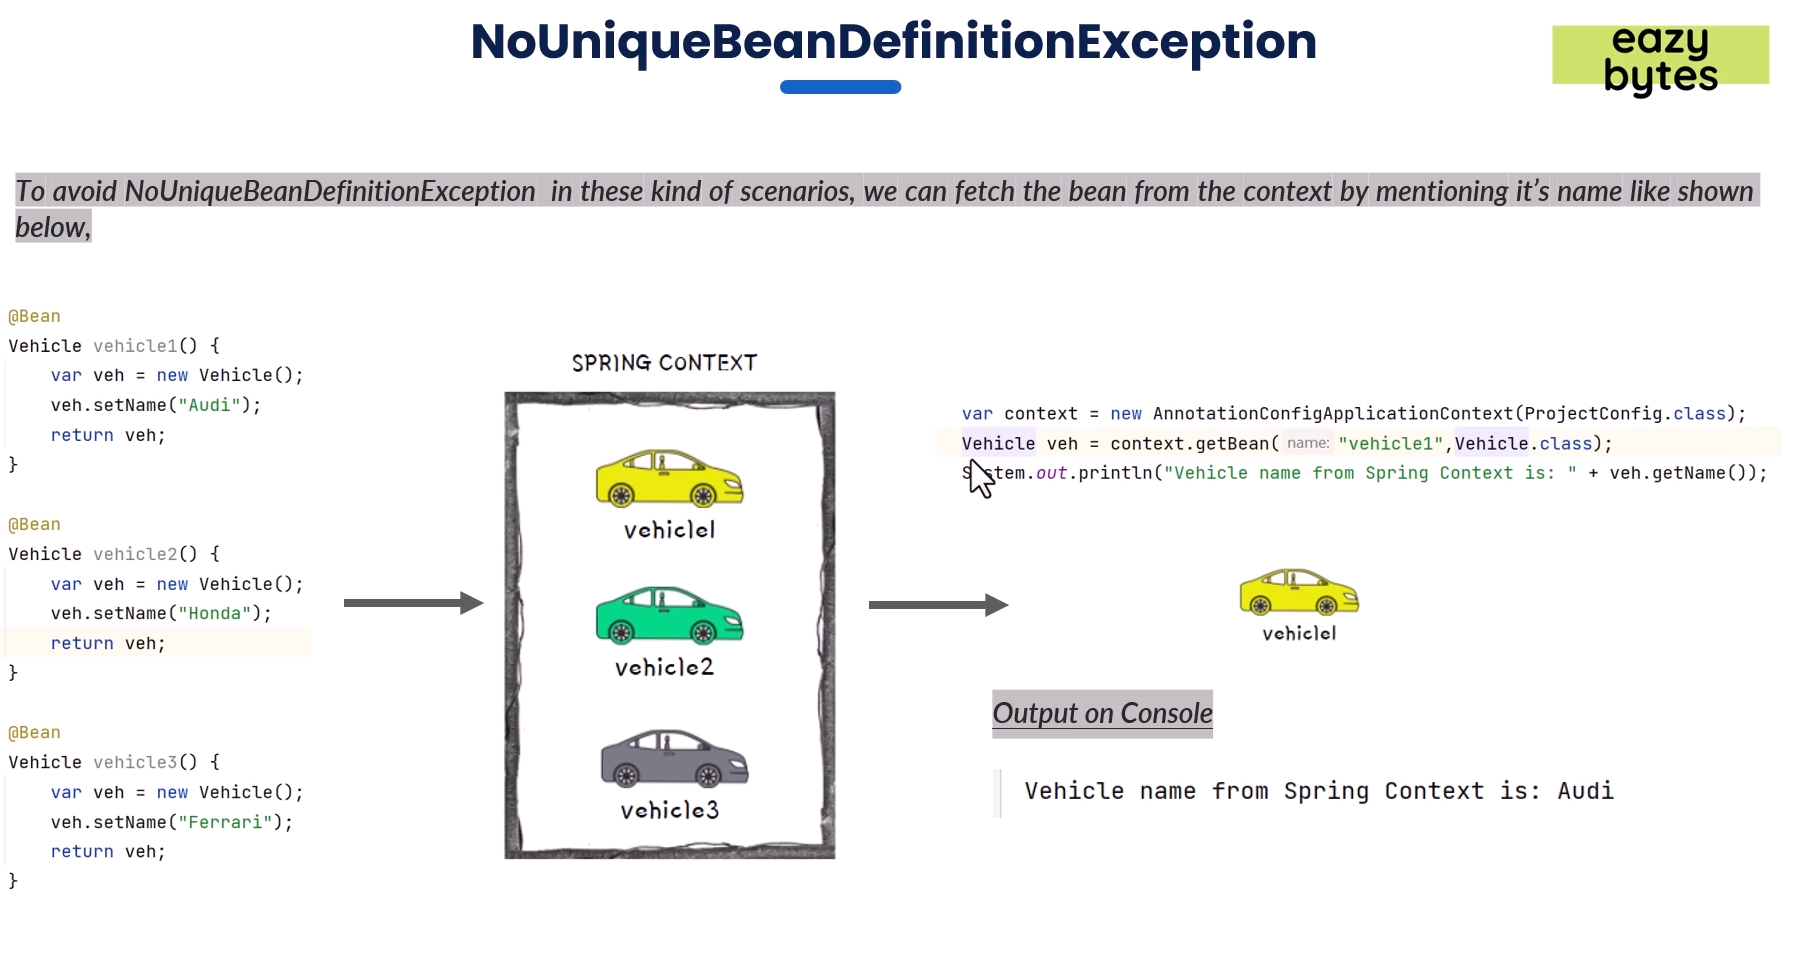 NoUniqueBeanDefinitionException
eazy
bytes
To avoid NoUniqueBeanDefinitionException in these kind of scenarios, we can fetch the bean from the context by mentioning it’s name like shown
below,
@Bean
Vehicle vehicle1() {
var veh = new Vehicle();
veh.setName("Audi");
return veh;
}
@Bean
Vehicle vehicle2() {
var veh = new Vehicle();
veh.setName("Honda");
return veh;
}
@Bean
Vehicle vehicle3() {
var veh = new Vehicle();
veh.setName("Ferrari");
return veh;
}
SPRING CONTEXT
vehicle1
vehicle2
vehicle3
var context = new AnnotationConfigApplicationContext(ProjectConfig.class);
Vehicle veh = context.getBean( name: "vehicle1",Vehicle.class);
System.out.println("Vehicle name from Spring Context is: " + veh.getName());
vehicle1
Output on Console
Vehicle name from Spring Context is: Audi